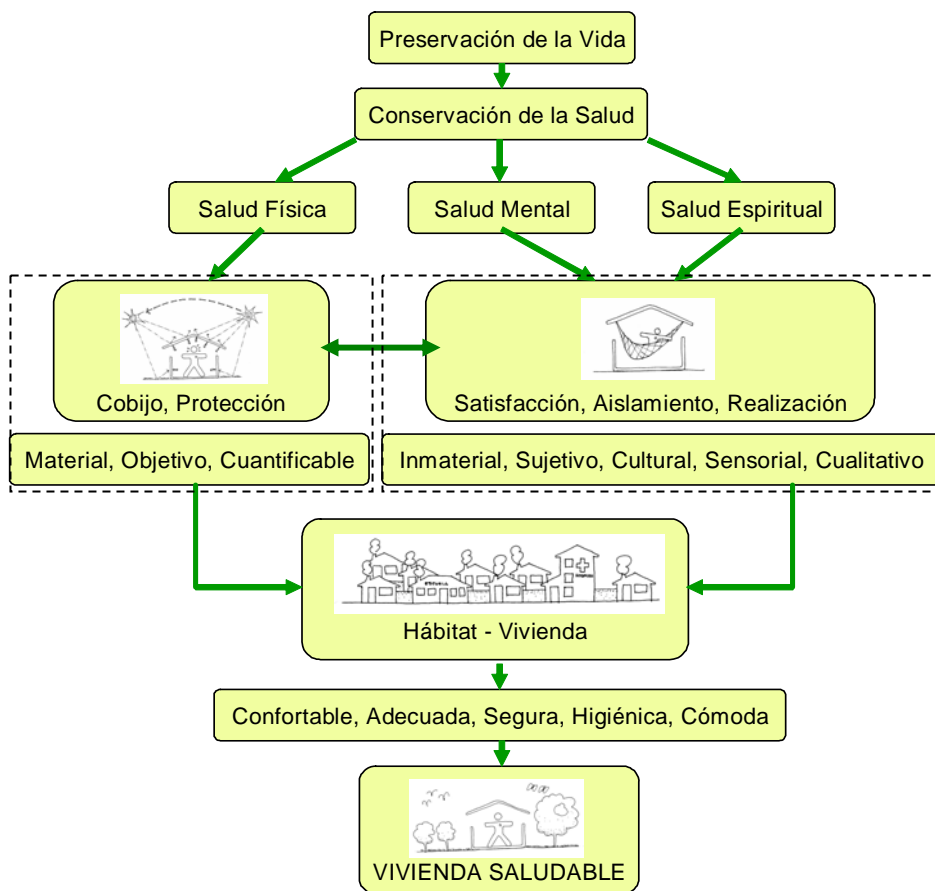 Preservación de la Vida
Conservación de la Salud
Salud Física
Salud Mental
Salud Espiritual
Cobijo, Protección
Satisfacción, Aislamiento, Realización
Material, Objetivo, Cuantificable
Inmaterial, Sujetivo, Cultural, Sensorial, Cualitativo
Hábitat - Vivienda
Confortable, Adecuada, Segura, Higiénica, Cómoda
VIVIENDA SALUDABLE